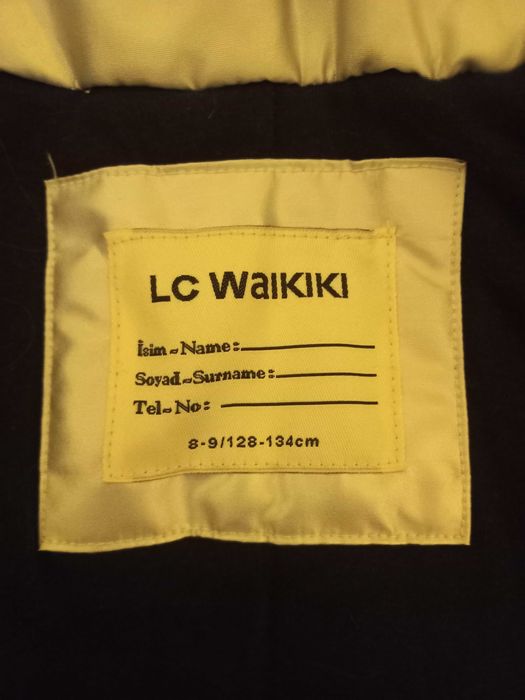 LC WaIKIKI
İsim-Name:
Soyad-Surname:
Tel-No:
8-9/128-134cm